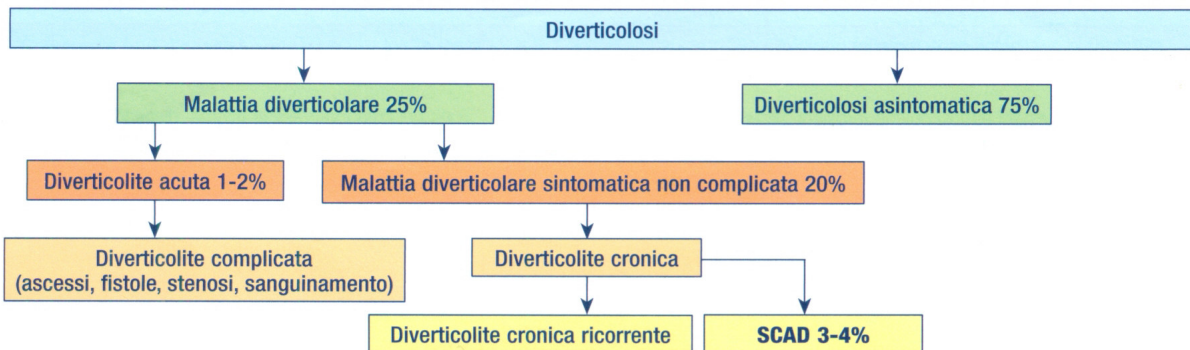 Diverticolosi
Malattia diverticolare 25%
Diverticolosi asintomatica 75%
Diverticolite acuta 1-2%
Malattia diverticolare sintomatica non complicata 20%
Diverticolite complicata
(ascessi, fistole, stenosi, sanguinamento)
Diverticolite cronica
Diverticolite cronica ricorrente
SCAD 3-4%